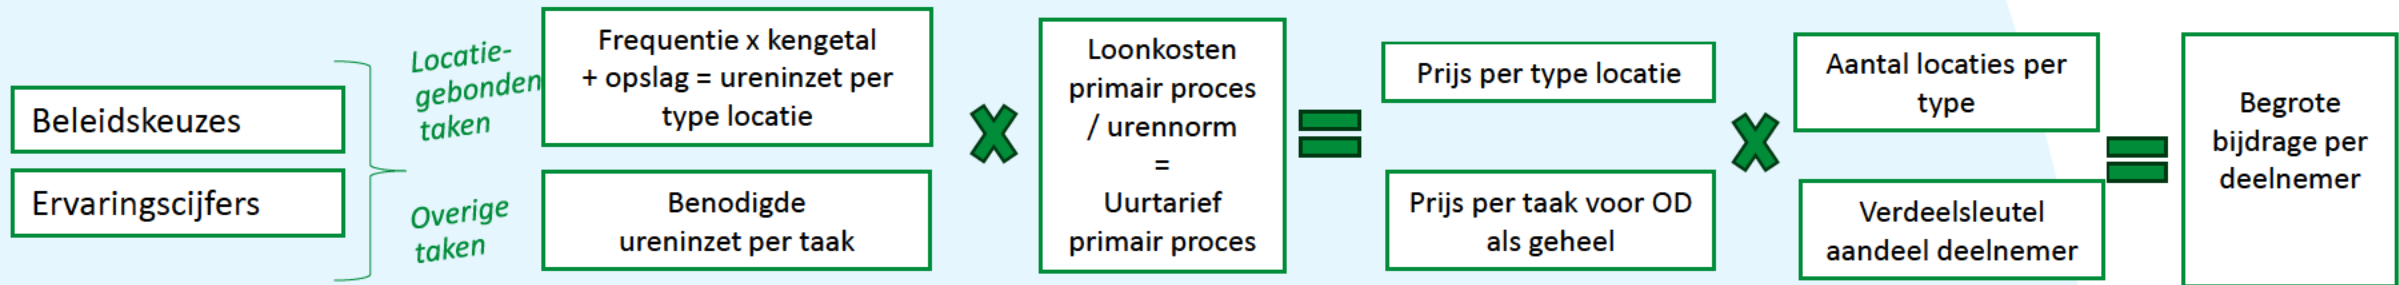 Beleidskeuzes
Ervaringscijfers
Locatie-
gebonden
taken
Overige
taken
Frequentie x kengetal
+ opslag = ureninzet per
type locatie
Benodigde
ureninzet per taak
Loonkosten
primair proces
/ urennorm
=
Uurtarief
primair proces
Prijs per type locatie
Prijs per taak voor OD
als geheel
Aantal locaties per
type
Verdeelsleutel
aandeel deelnemer
Begrote
bijdrage per
deelnemer